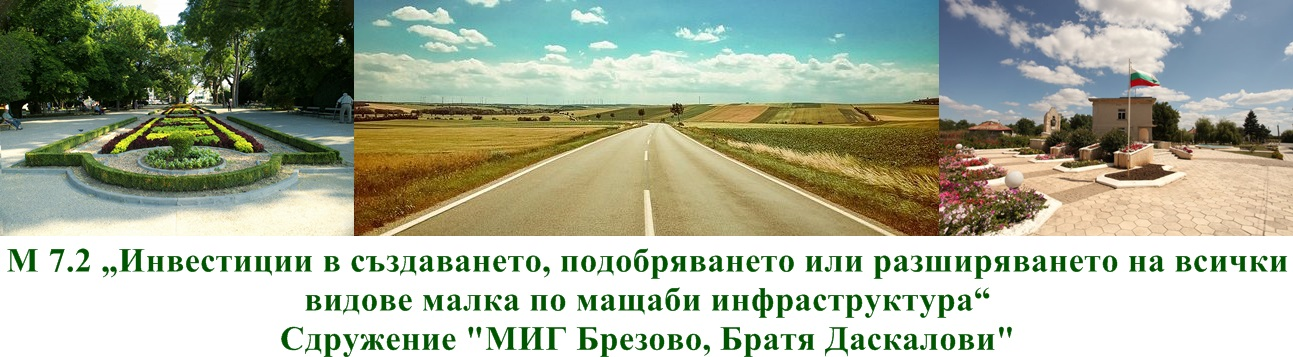 М 7.2 „Инвестиции в създаването, подобряването или разширяването на всички
видове малка по мащаби инфраструктура“
Сдружение "МИГ Брезово, Братя Даскалови"